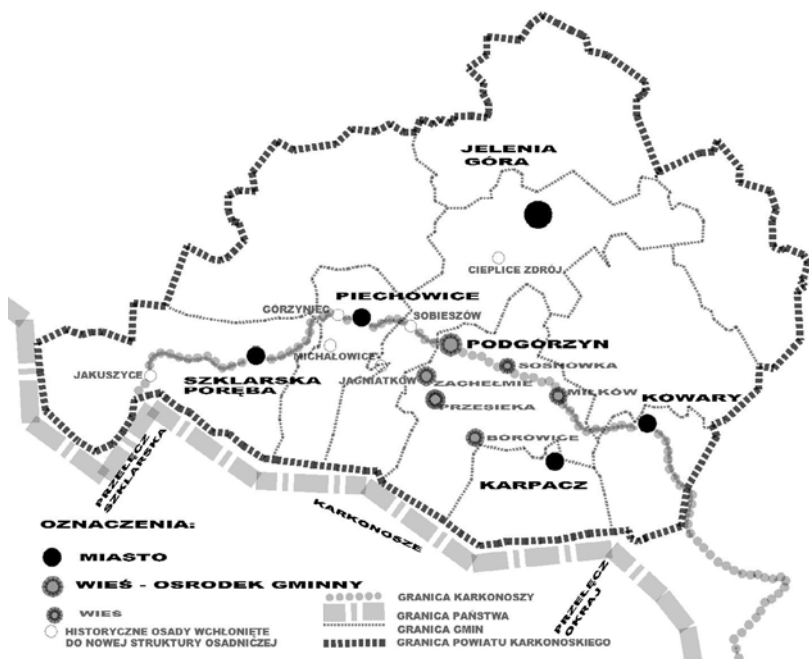 JELENIA
GÓRA
CIEPLICE ZDRÓJ
GÓRZYNIEC
PIECHOWICE
SOBIESZÓW
MICHAŁOWICE
PODGÓRZYN
SOSNÓWKA
JAKUSZYCE
SZKLARSKA
PORĘBA
JAGNIĄTKÓW
ZACHEŁMIE
PRZESIEKA
MIŁKÓW
KOWARY
BOROWICE
KARPACZ
PRZEŁĘCZ
SZKLARSKA
KARKONOSZE
PRZEŁĘCZ
OKRAJ
OZNACZENIA:
MIASTO
WIEŚ - OSRODEK GMINNY
WIEŚ
HISTORYCZNE OSADY WCHŁONIĘTE
DO NOWEJ STRUKTURY OSADNICZEJ
GRANICA KARKONOSZY
GRANICA PAŃSTWA
GRANICA GMIN
GRANICA POWIATU KARKONOSKIEGO